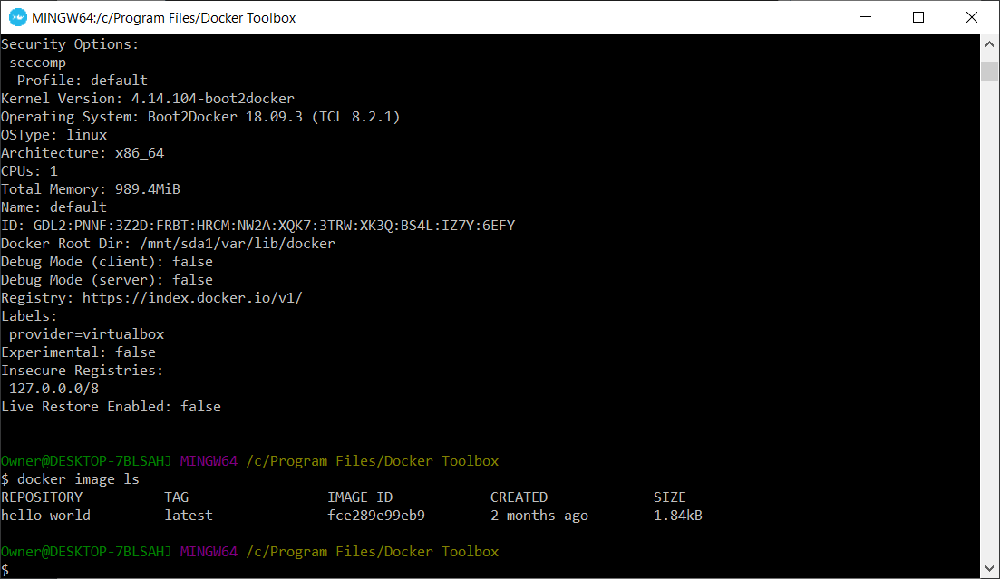 MINGW64:/c/Program Files/Docker Toolbox
Security Options:
 seccomp
  Profile: default
Kernel Version: 4.14.104-boot2docker
Operating System: Boot2Docker 18.09.3 (TCL 8.2.1)
OSType: linux
Architecture: x86_64
CPUs: 1
Total Memory: 989.4MiB
Name: default
ID: GDL2:PNNF:3Z2D:FRBT:HRCM:NW2A:XQK7:3TRW:XK3Q:BS4L:IZ7Y:6EFY
Docker Root Dir: /mnt/sda1/var/lib/docker
Debug Mode (client): false
Debug Mode (server): false
Registry: https://index.docker.io/v1/
Labels:
 provider=virtualbox
Experimental: false
Insecure Registries:
 127.0.0.0/8
Live Restore Enabled: false
Owner@DESKTOP-7BLSAHJ MINGW64 /c/Program Files/Docker Toolbox
$ docker image ls
REPOSITORY          TAG                 IMAGE ID            CREATED             SIZE
hello-world         latest              fce289e99eb9        2 months ago        1.84kB
Owner@DESKTOP-7BLSAHJ MINGW64 /c/Program Files/Docker Toolbox
$